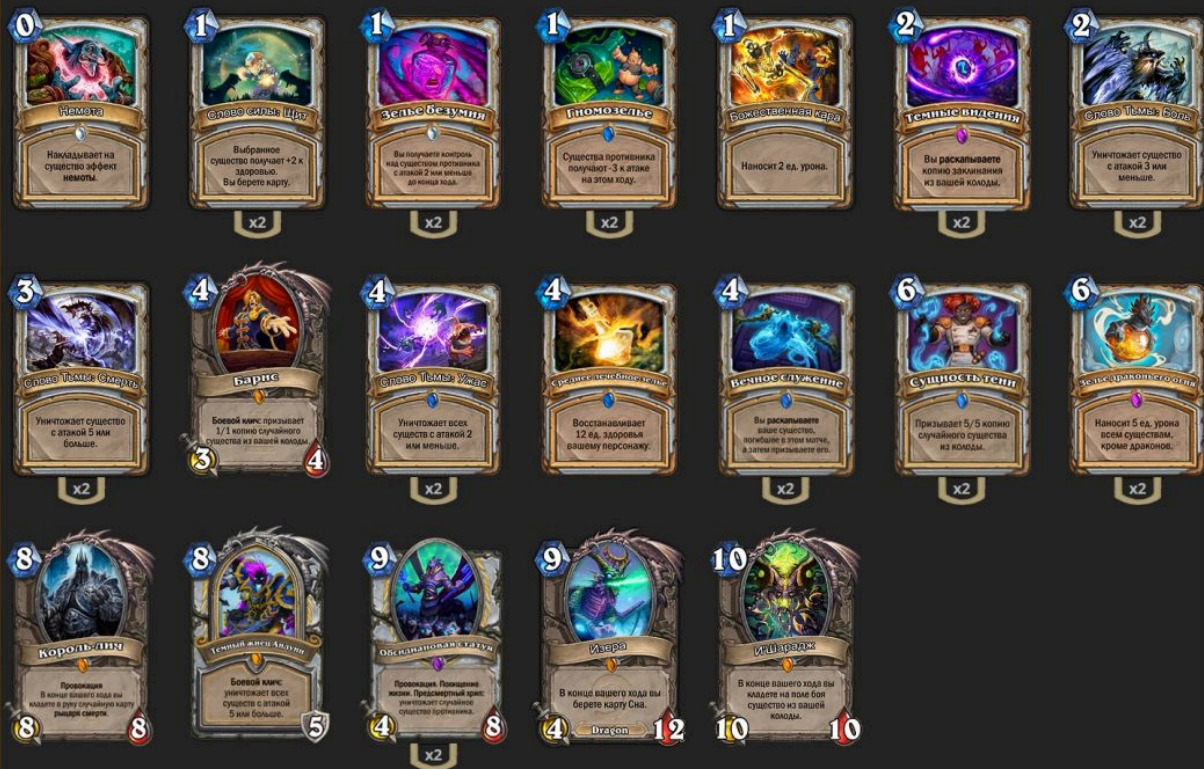 0
Немота
Накладывает на
существо эффект
немоты.
1
Слово силы: Щит
Выбранное
существо получает +2 к
здоровью.
Вы берете карту.
x2
1
Зелье безумия
Вы получаете контроль
над существом противника
с атакой 2 или меньше
до конца хода.
x2
1
Гномозелье
Существа противника
получают -3 к атаке
на этом ходу.
x2
1
Божественная кара
Наносит 2 ед. урона.
2
Темные видения
Вы раскапываете
копию заклинания
из вашей колоды.
x2
2
Слово Тьмы: Боль
Уничтожает существо
с атакой 3 или
меньше.
3
Слово Тьмы: Смерть
Уничтожает существо
с атакой 5 или
больше.
x2
4
Барнс
Боевой клич: призывает
1/1 копию случайного
существа из вашей колоды.
3
4
4
Слово Тьмы: Ужас
Уничтожает всех
существ с атакой 2
или меньше.
x2
4
Среднее лечебное зелье
Восстанавливает
12 ед. здоровья
вашему персонажу.
4
Вечное служение
Вы раскапываете
ваше существо,
погибшее в этом матче,
а затем призываете его.
x2
6
Сущность тени
Призывает 5/5 копию
случайного существа
из колоды.
x2
6
Зелье драконьего огня
Наносит 5 ед. урона
всем существам,
кроме драконов.
x2
8
Король-лич
Провокация
В конце вашего хода вы
кладете в руку случайную карту
рыцаря смерти.
8
8
8
Темный жнец Андуин
Боевой клич:
уничтожает всех
существ с атакой
5 или больше.
5
9
Обсидиановая статуя
Провокация. Похищение
жизни. Предсмертный хрип:
уничтожает случайное
существо противника.
4
8
x2
9
Изера
В конце вашего хода вы
берете карту Сна.
4
Dragon
12
10
И'Шарадж
В конце вашего хода вы
кладете на поле боя
существо из вашей
колоды.
10
10